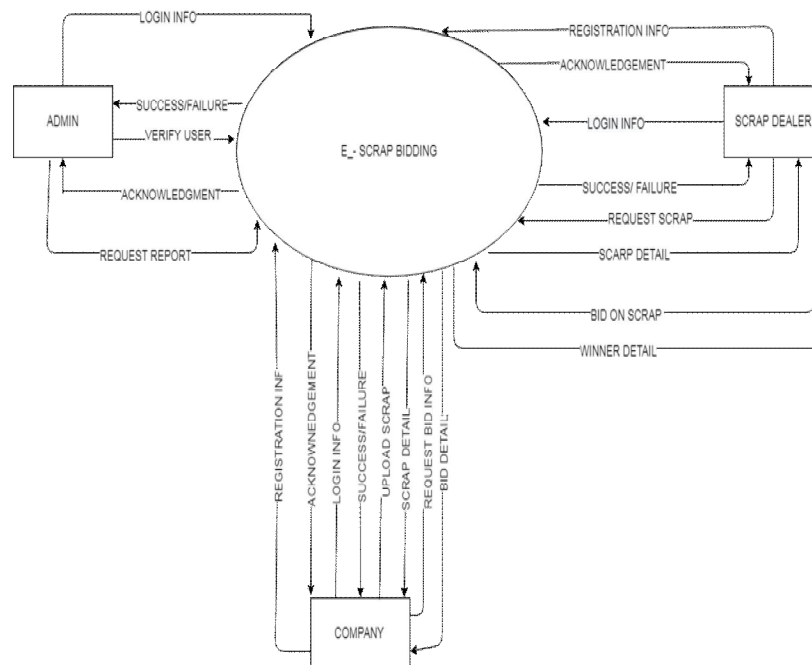 LOGIN INFO
REGISTRATION INFO
ACKNOWLEDGEMENT
SUCCESS/FAILURE
ADMIN
VERIFY USER
LOGIN INFO
SCRAP DEALER
E_- SCRAP BIDDING
ACKNOWLEDGMENT
SUCCESS/ FAILURE
REQUEST SCRAP
REQUEST REPORT
SCARP DETAIL
BID ON SCRAP
WINNER DETAIL
REGISTRATION INF
ACKNOWNEDGEMENT
LOGIN INFO
SUCCESS/FAILURE
UPLOAD SCRAP
SCRAP DETAIL
REQUEST BID INFO
BID DETAIL
COMPANY